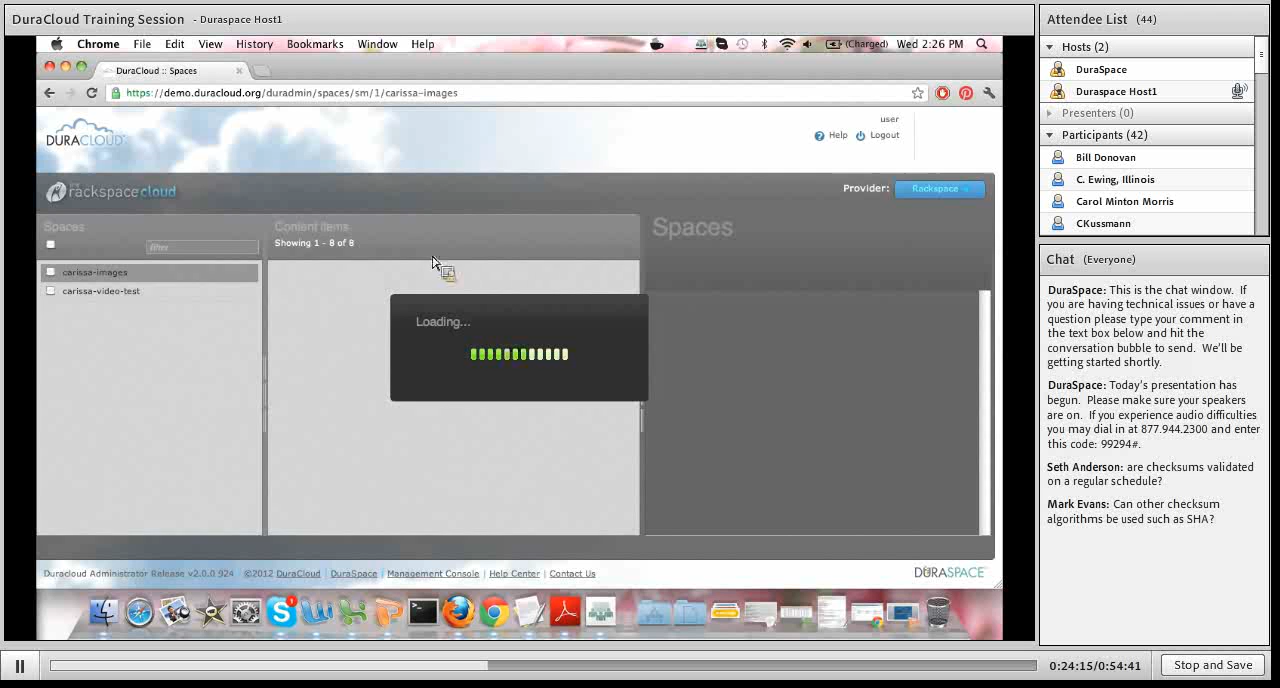 DuraCloud Training Session - Duraspace Host1
Chrome File Edit View History Bookmarks Window Help
(Charged) Wed 2:26 PM
DuraCloud :: Spaces
https://demo.duracloud.org/duradmin/spaces/sm/1/carissa-images
DURACLOUD
user
Help Logout
rackspacecloud
Provider: Rackspace
Spaces
filter
carissa-images
carissa-video-test
Content Items
Showing 1 - 8 of 8
Spaces
Loading...
Duracloud Administrator Release v2.0.0 924 ©2012 DuraCloud | DuraSpace | Management Console | Help Center | Contact Us
DURASPACE
Attendee List (44)
Hosts (2)
DuraSpace
Duraspace Host1
Presenters (0)
Participants (42)
Bill Donovan
C. Ewing, Illinois
Carol Minton Morris
CKussmann
Chat (Everyone)
DuraSpace: This is the chat window. If
you are having technical issues or have a
question please type your comment in
the text box below and hit the
conversation bubble to send. We'll be
getting started shortly.
DuraSpace: Today's presentation has
begun. Please make sure your speakers
are on. If you experience audio difficulties
you may dial in at 877.944.2300 and enter
this code: 99294#.
Seth Anderson: are checksums validated
on a regular schedule?
Mark Evans: Can other checksum
algorithms be used such as SHA?
0:24:15/0:54:41
Stop and Save